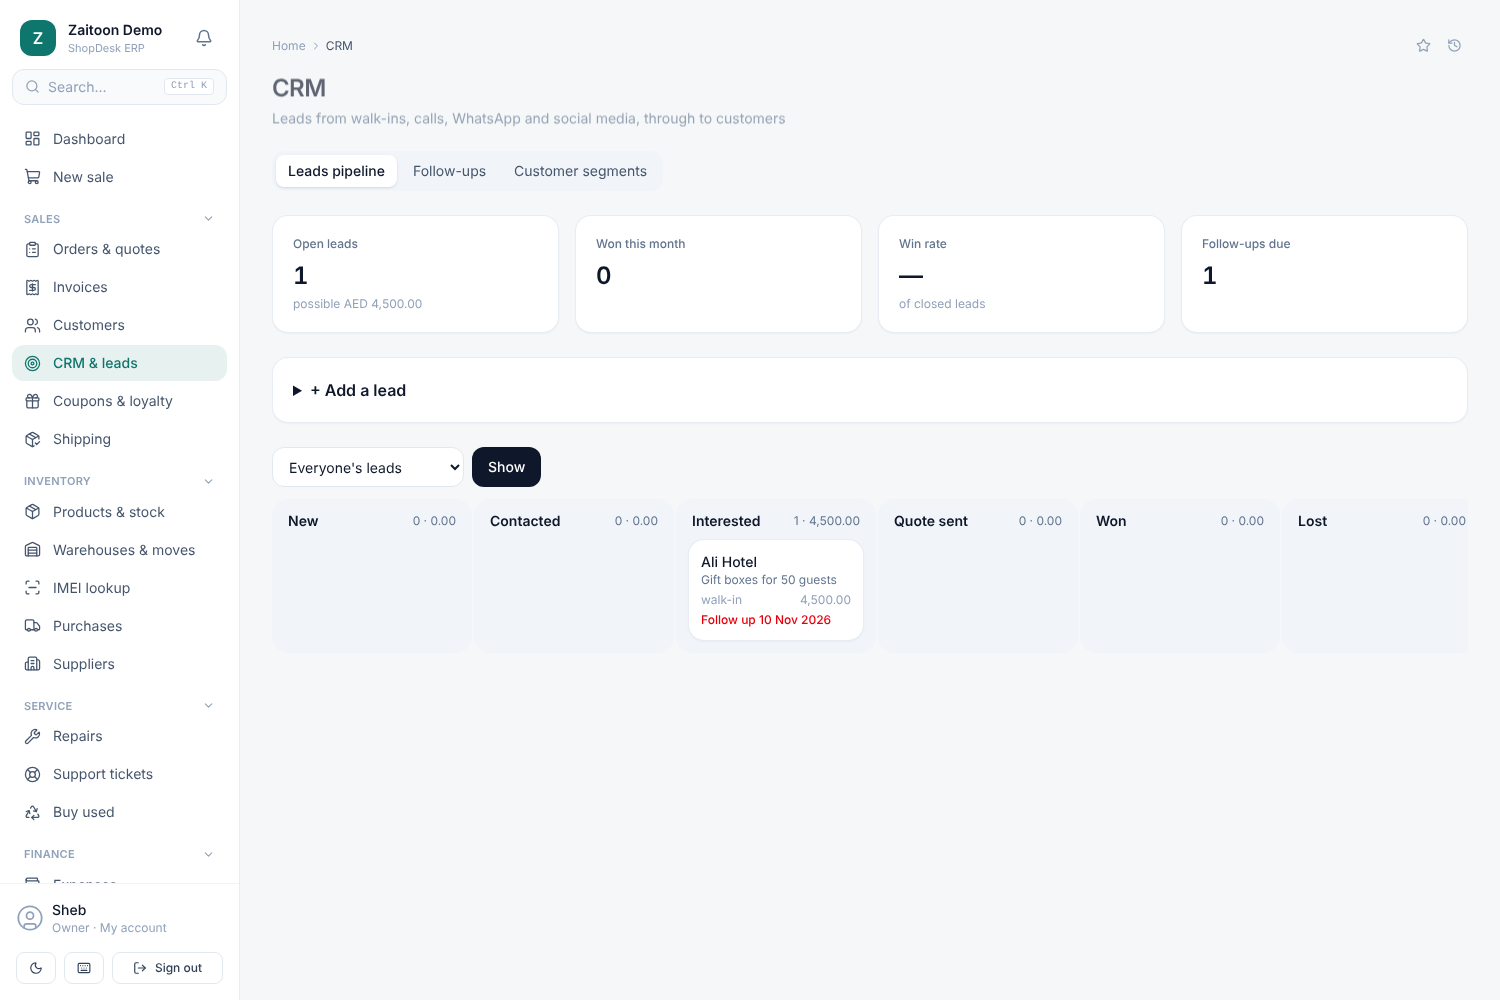 Zaitoon Demo
Z
ShopDesk ERP
Search...
Ctrl K
Dashboard
New sale
SALES
Orders & quotes
Invoices
Customers
CRM & leads
Coupons & loyalty
Shipping
INVENTORY
Products & stock
Warehouses & moves
IMEI lookup
Purchases
Suppliers
SERVICE
Repairs
Support tickets
Buy used
FINANCE
Sheb
Owner · My account
Sign out
Home
CRM
CRM
Leads from walk-ins, calls, WhatsApp and social media, through to customers
Leads pipeline
Follow-ups
Customer segments
Open leads
1
possible AED 4,500.00
Won this month
0
Win rate
—
of closed leads
Follow-ups due
1
+ Add a lead
Everyone's leads
Show
New 0 · 0.00
Contacted 0 · 0.00
Interested 1 · 4,500.00
Ali Hotel
Gift boxes for 50 guests
walk-in 4,500.00
Follow up 10 Nov 2026
Quote sent 0 · 0.00
Won 0 · 0.00
Lost 0 · 0.00